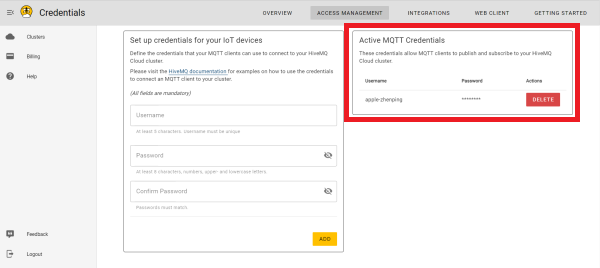 Credentials
OVERVIEW
ACCESS MANAGEMENT
INTEGRATIONS
WEB CLIENT
GETTING STARTED
Clusters
Billing
Help
Feedback
Logout
Set up credentials for your IoT devices
Define the credentials that your MQTT clients can use to connect to your HiveMQ
Cloud cluster.
Please visit the HiveMQ documentation for examples on how to use the credentials
to connect an MQTT client to your cluster.
(All fields are mandatory)
Username
At least 5 characters. Username must be unique
Password
At least 8 characters, numbers, upper- and lowercase letters.
Confirm Password
Passwords must match
ADD
Active MQTT Credentials
These credentials allow MQTT clients to publish and subscribe to your HiveMQ
Cloud cluster.
Username Password Actions
apple-zhenping ******** DELETE